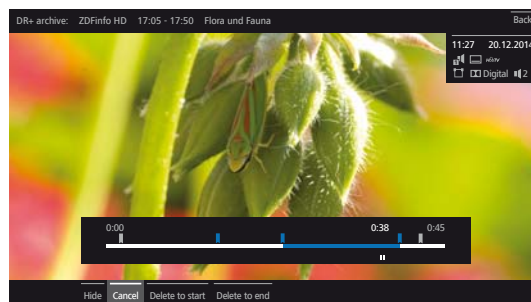 DR+ archive: ZDFinfo HD 17:05 - 17:50 Flora und Fauna Back
11:27 20.12.2014
Digital 2
0:00 0:38 0:45
Hide Cancel Delete to start Delete to end